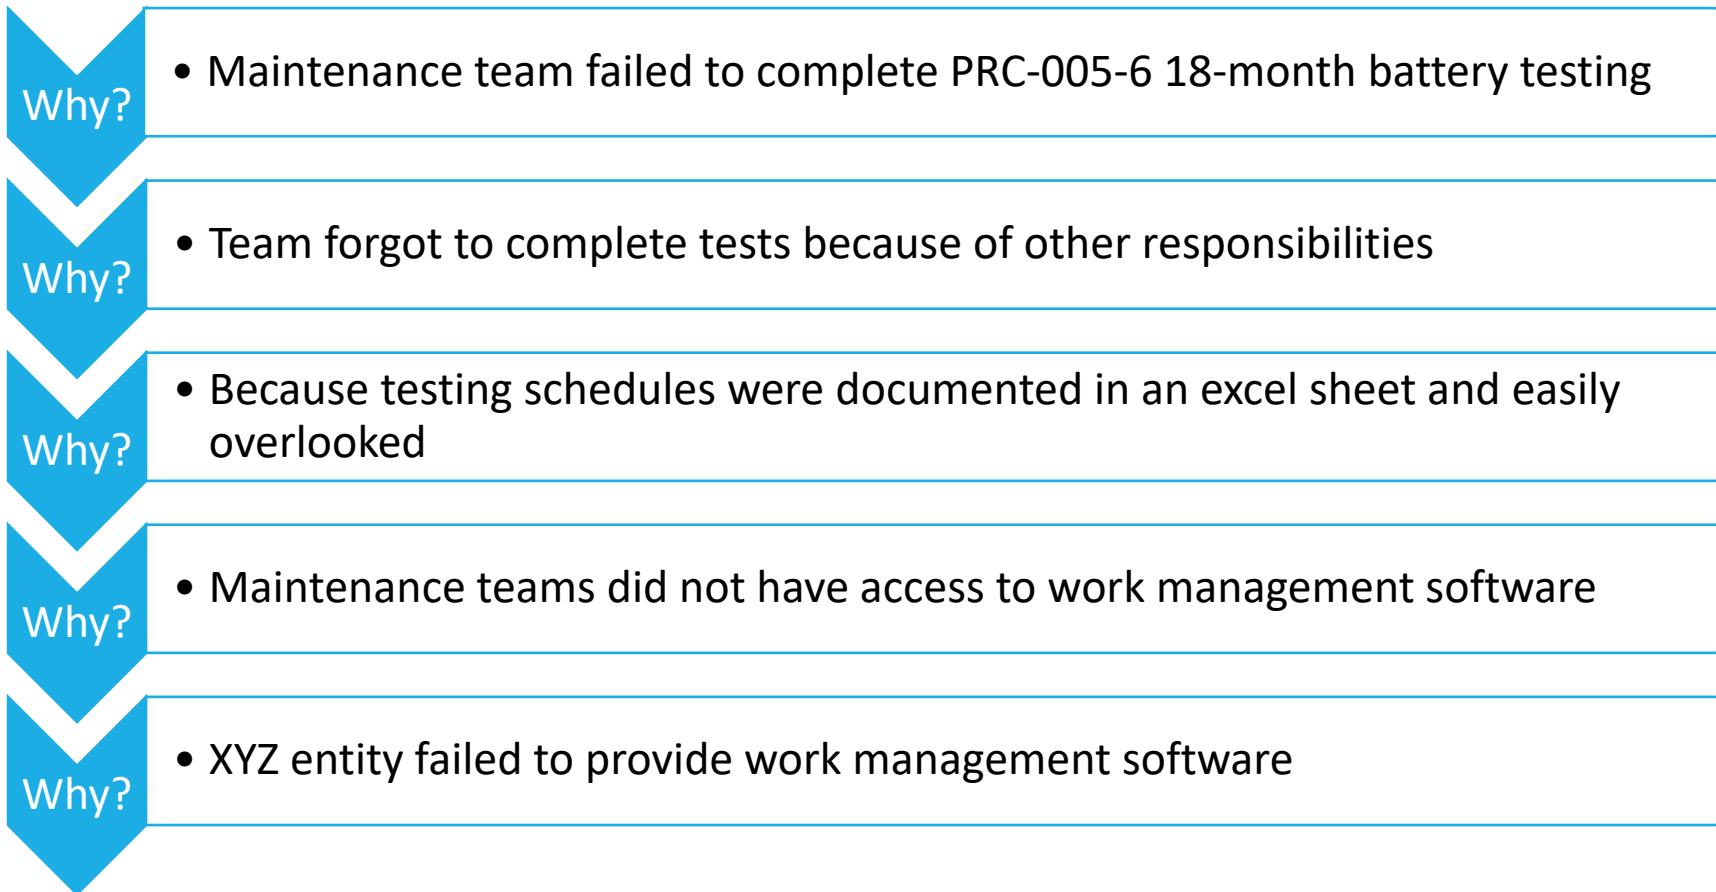 Why?
• Maintenance team failed to complete PRC-005-6 18-month battery testing
Why?
• Team forgot to complete tests because of other responsibilities
Why?
• Because testing schedules were documented in an excel sheet and easily
overlooked
Why?
• Maintenance teams did not have access to work management software
Why?
• XYZ entity failed to provide work management software